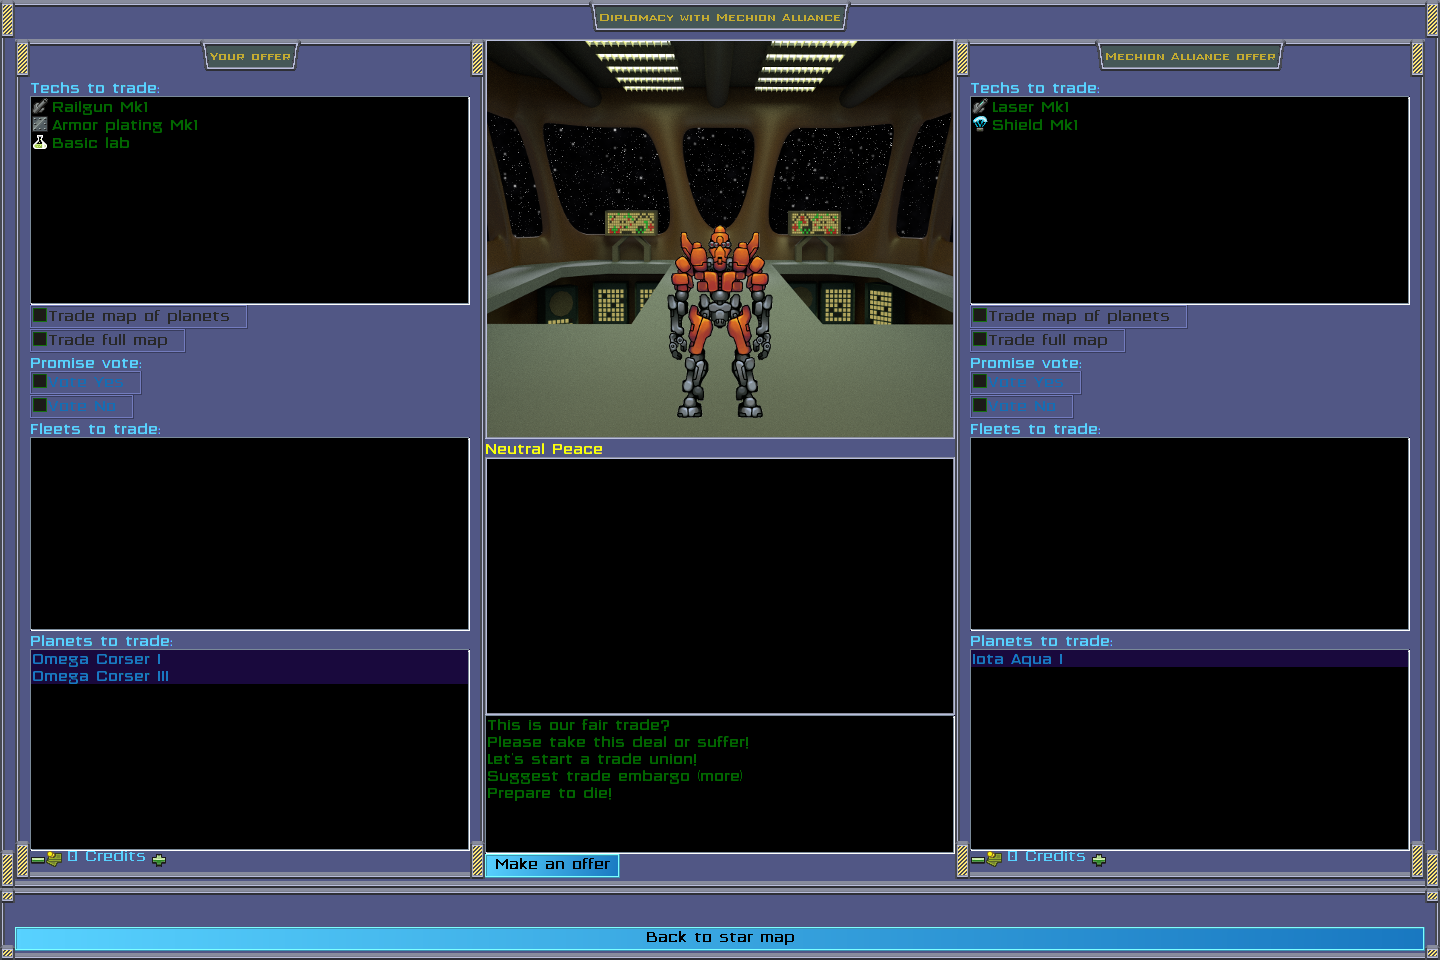 Diplomacy with Mechion Alliance
Your offer
Techs to trade:
Railgun Mk1
Armor plating Mk1
Basic lab
Trade map of planets
Trade full map
Promise vote:
Vote Yes
Vote No
Fleets to trade:
Planets to trade:
Omega Corser I
Omega Corser III
0 Credits
Neutral Peace
This is our fair trade?
Please take this deal or suffer!
Let's start a trade union!
Suggest trade embargo (more)
Prepare to die!
Make an offer
Mechion Alliance offer
Techs to trade:
Laser Mk1
Shield Mk1
Trade map of planets
Trade full map
Promise vote:
Vote Yes
Vote No
Fleets to trade:
Planets to trade:
Iota Aqua I
0 Credits
Back to star map